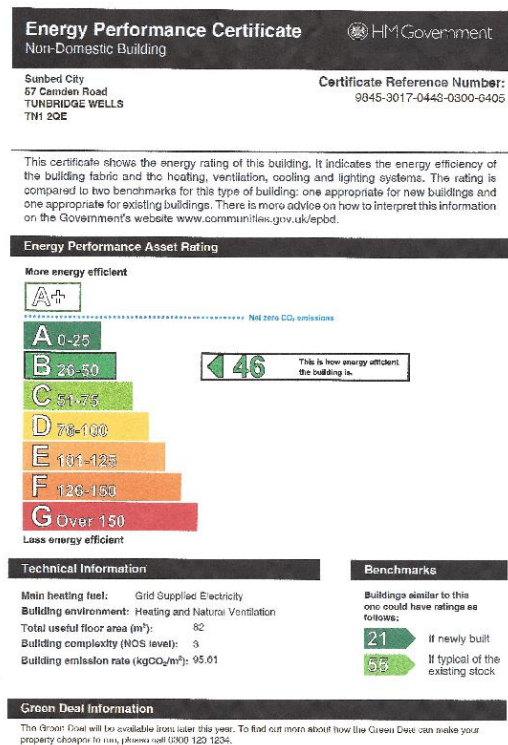 Energy Performance Certificate
Non-Domestic Building
HM Government
Sunbed City
57 Camden Road
TUNBRIDGE WELLS
TN1 2QE
Certificate Reference Number:
9845-3017-0443-0300-6405
This certificate shows the energy rating of this building. It indicates the energy efficiency of
the building fabric and the heating, ventilation, cooling and lighting systems. The rating is
compared to two benchmarks for this type of building: one appropriate for new buildings and
one appropriate for existing buildings. There is more advice on how to interpret this information
on the Government's website www.communities.gov.uk/epbd.
Energy Performance Asset Rating
More energy efficient
A+
Net zero CO₂ emissions
A 0-25
B 26-50
46
This is how energy efficient
the building is.
C 51-75
D 76-100
E 101-125
F 126-150
G Over 150
Less energy efficient
Technical Information
Main heating fuel: Grid Supplied Electricity
Building environment: Heating and Natural Ventilation
Total useful floor area (m²): 82
Building complexity (NOS level): 3
Building emission rate (kgCO₂/m²): 95.01
Benchmarks
Buildings similar to this
one could have ratings as
follows:
21 If newly built
55 If typical of the
existing stock
Green Deal Information
The Green Deal will be available from later this year. To find out more about how the Green Deal can make your
property cheaper to run, please call 0300 123 1234.